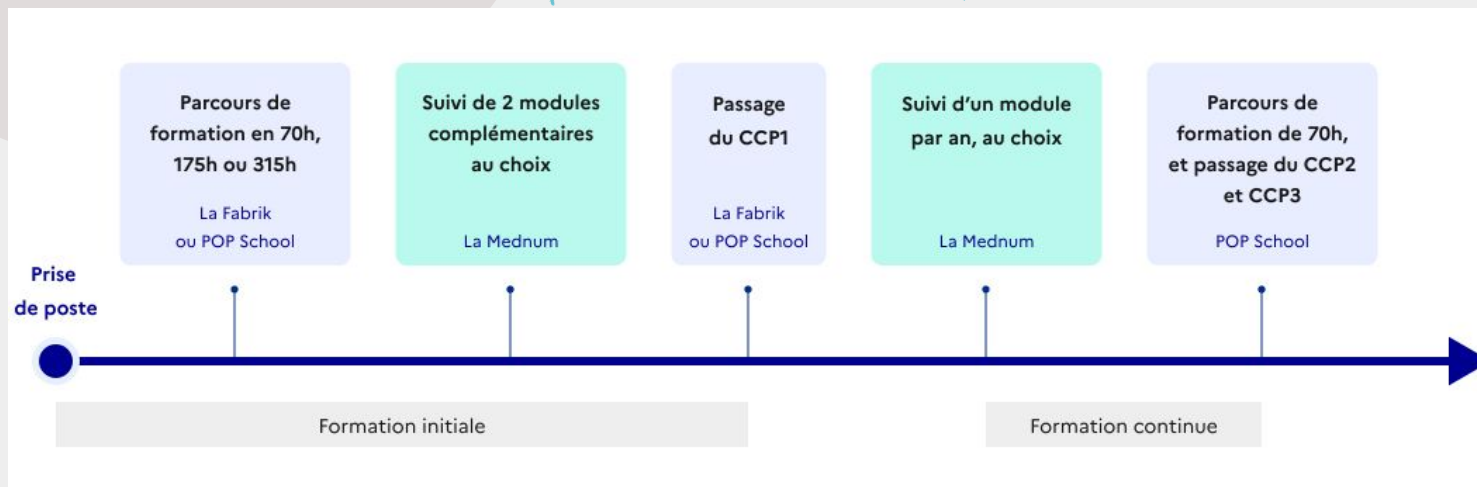 Parcours de
formation en 70h,
175h ou 315h
La Fabrik
ou POP School
Suivi de 2 modules
complémentaires
au choix
La Mednum
Passage
du CCP1
La Fabrik
ou POP School
Suivi d'un module
par an, au choix
La Mednum
Parcours de
formation de 70h,
et passage du CCP2
et CCP3
POP School
Prise
de poste
Formation initiale
Formation continue